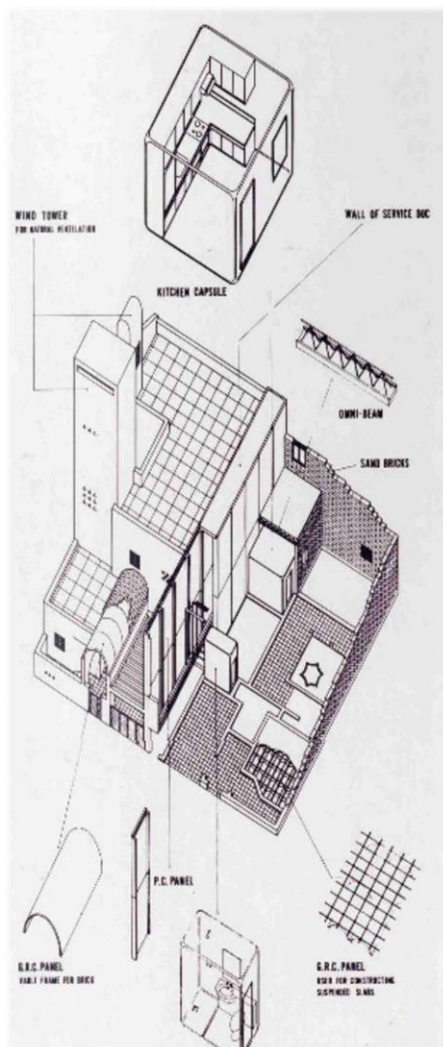 WIND TOWER
FOR NATURAL VENTILATION
WALL OF SERVICE DUC
KITCHEN CAPSULE
OMNI-BEAM
SAND BRICKS
P.C. PANEL
G.R.C. PANEL
VAULT FRAME FOR BRICK
G.R.C. PANEL
USED FOR CONSTRUCTING
SUSPENDED SLABS